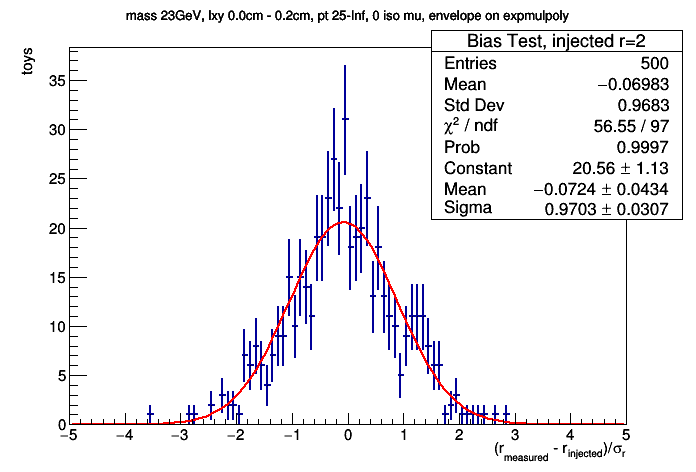 mass 23GeV, lxy 0.0cm - 0.2cm, pt 25-Inf, 0 iso mu, envelope on expmulpoly
Bias Test, injected r=2
Entries 500
Mean −0.06983
Std Dev 0.9683
χ² / ndf 56.55 / 97
Prob 0.9997
Constant 20.56 ± 1.13
Mean −0.0724 ± 0.0434
Sigma 0.9703 ± 0.0307
toys
35
30
25
20
15
10
5
0
−5 −4 −3 −2 −1 0 1 2 3 4 5
(r_measured - r_injected)/σ_r